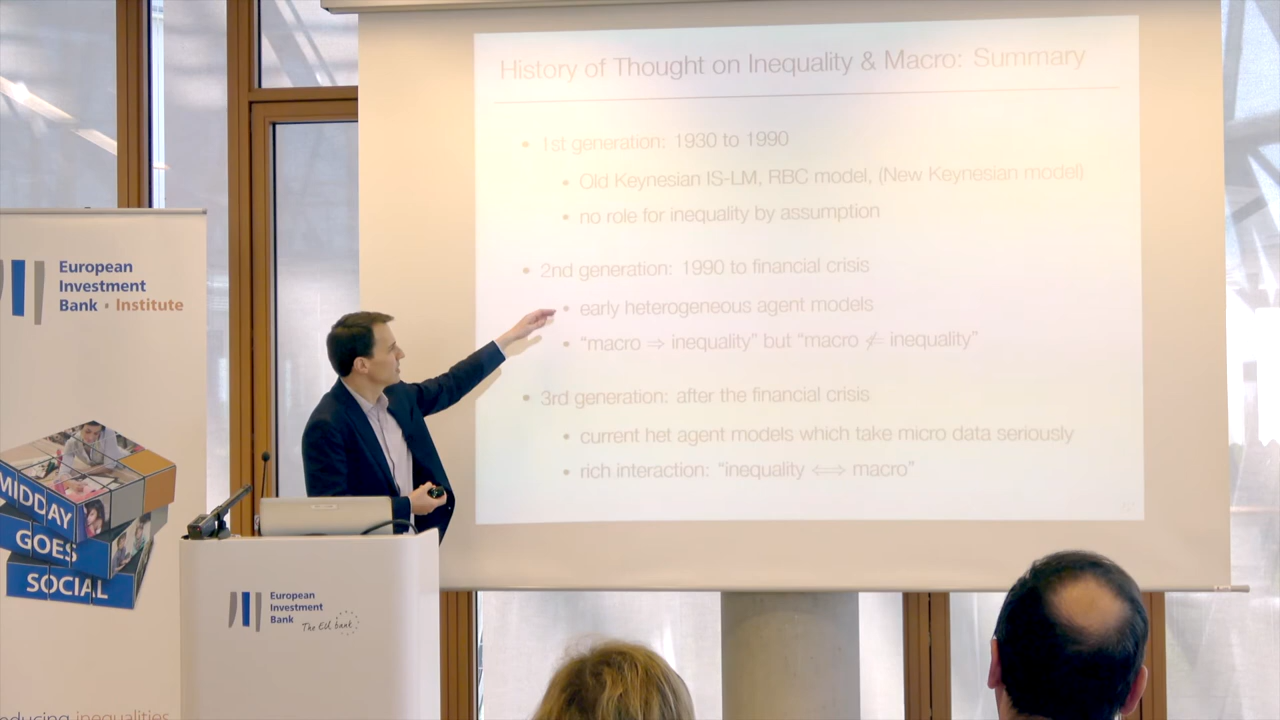 History of Thought on Inequality & Macro: Summary
• 1st generation: 1930 to 1990
• Old Keynesian IS-LM, RBC model, (New Keynesian model)
• no role for inequality by assumption
• 2nd generation: 1990 to financial crisis
• early heterogeneous agent models
• “macro ⇒ inequality” but “macro ⇍ inequality”
• 3rd generation: after the financial crisis
• current het agent models which take micro data seriously
• rich interaction: “inequality ⟺ macro”
European
Investment
Bank • Institute
MIDDAY
GOES
SOCIAL
inequalities
European
Investment
Bank
The EU bank